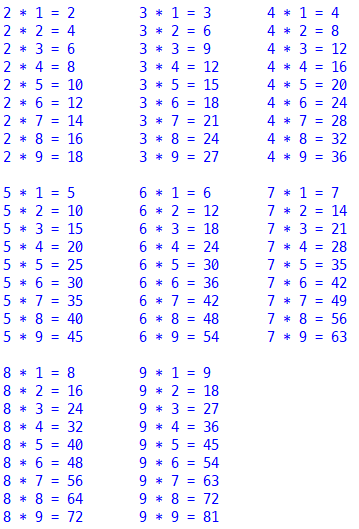 2 * 1 = 2 3 * 1 = 3 4 * 1 = 4
2 * 2 = 4 3 * 2 = 6 4 * 2 = 8
2 * 3 = 6 3 * 3 = 9 4 * 3 = 12
2 * 4 = 8 3 * 4 = 12 4 * 4 = 16
2 * 5 = 10 3 * 5 = 15 4 * 5 = 20
2 * 6 = 12 3 * 6 = 18 4 * 6 = 24
2 * 7 = 14 3 * 7 = 21 4 * 7 = 28
2 * 8 = 16 3 * 8 = 24 4 * 8 = 32
2 * 9 = 18 3 * 9 = 27 4 * 9 = 36
5 * 1 = 5 6 * 1 = 6 7 * 1 = 7
5 * 2 = 10 6 * 2 = 12 7 * 2 = 14
5 * 3 = 15 6 * 3 = 18 7 * 3 = 21
5 * 4 = 20 6 * 4 = 24 7 * 4 = 28
5 * 5 = 25 6 * 5 = 30 7 * 5 = 35
5 * 6 = 30 6 * 6 = 36 7 * 6 = 42
5 * 7 = 35 6 * 7 = 42 7 * 7 = 49
5 * 8 = 40 6 * 8 = 48 7 * 8 = 56
5 * 9 = 45 6 * 9 = 54 7 * 9 = 63
8 * 1 = 8 9 * 1 = 9
8 * 2 = 16 9 * 2 = 18
8 * 3 = 24 9 * 3 = 27
8 * 4 = 32 9 * 4 = 36
8 * 5 = 40 9 * 5 = 45
8 * 6 = 48 9 * 6 = 54
8 * 7 = 56 9 * 7 = 63
8 * 8 = 64 9 * 8 = 72
8 * 9 = 72 9 * 9 = 81